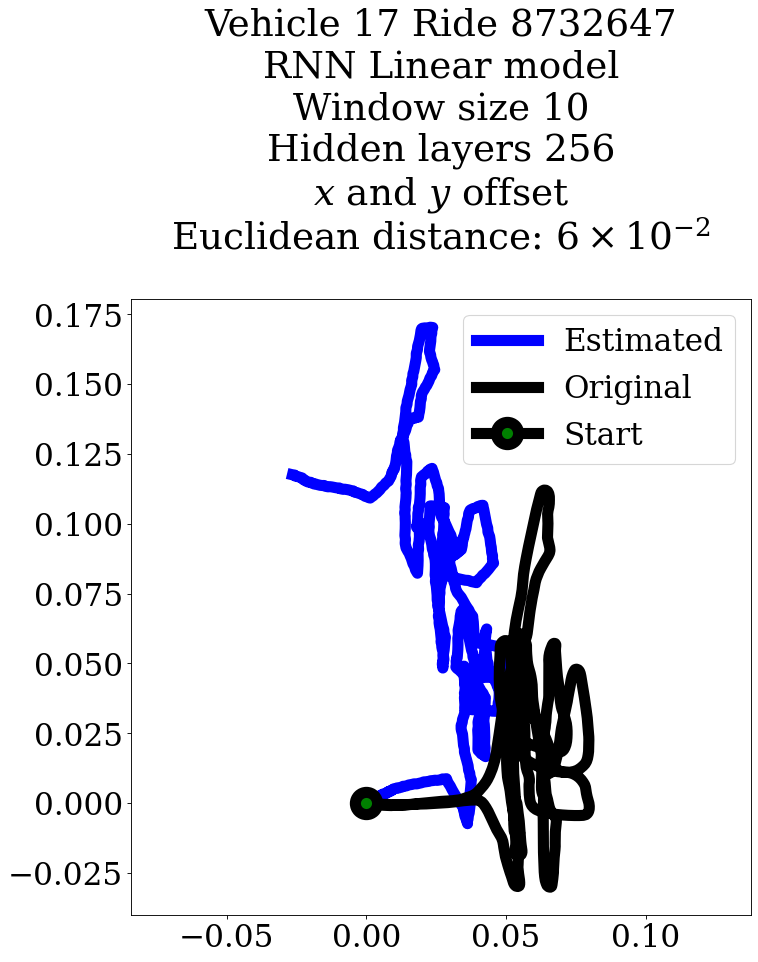 Vehicle 17 Ride 8732647
RNN Linear model
Window size 10
Hidden layers 256
x and y offset
Euclidean distance: 6 × 10⁻²
Estimated
Original
Start
0.175
0.150
0.125
0.100
0.075
0.050
0.025
0.000
−0.025
−0.05 0.00 0.05 0.10